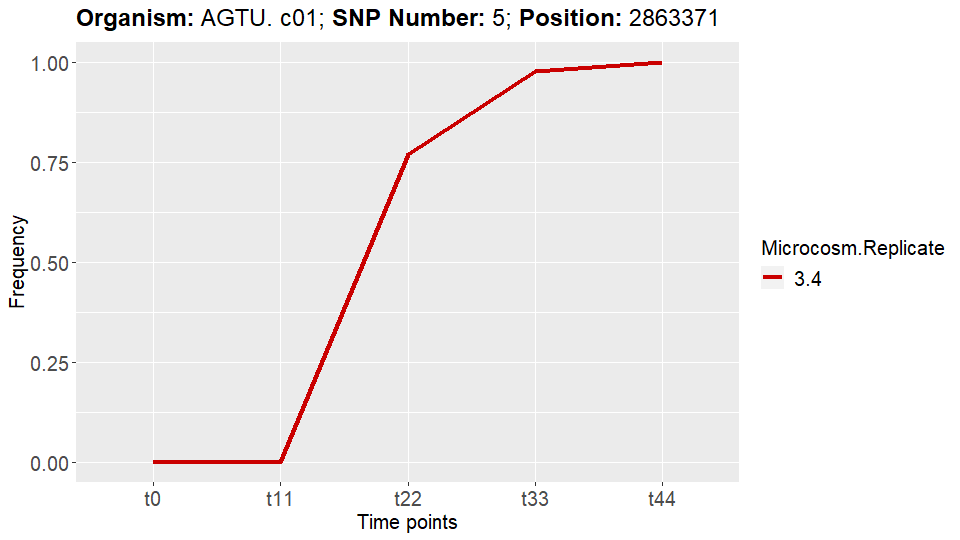 Organism: AGTU. c01; SNP Number: 5; Position: 2863371
1.00
0.75
0.50
0.25
0.00
Frequency
t0 t11 t22 t33 t44
Time points
Microcosm.Replicate
3.4